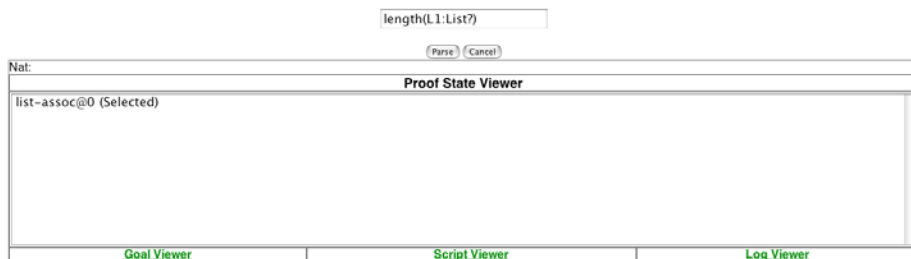 length(L1:List?)
Parse Cancel
Nat:
Proof State Viewer
list-assoc@0 (Selected)
Goal Viewer Script Viewer Log Viewer